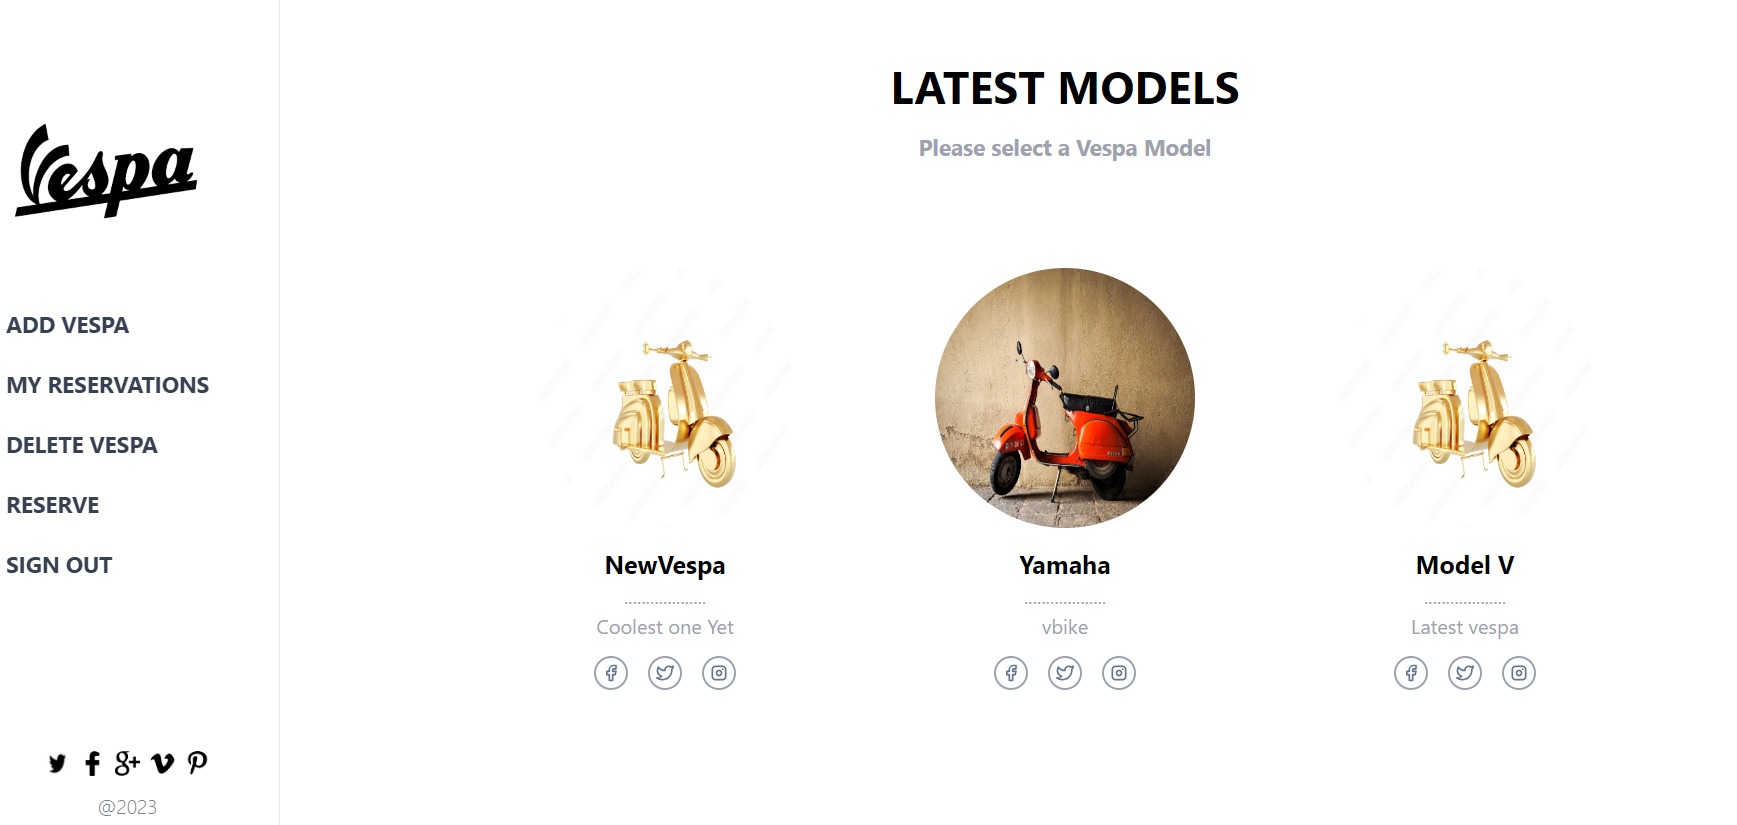 Vespa
ADD VESPA
MY RESERVATIONS
DELETE VESPA
RESERVE
SIGN OUT
@2023
LATEST MODELS
Please select a Vespa Model
NewVespa
...................
Coolest one Yet
Yamaha
...................
vbike
Model V
...................
Latest vespa